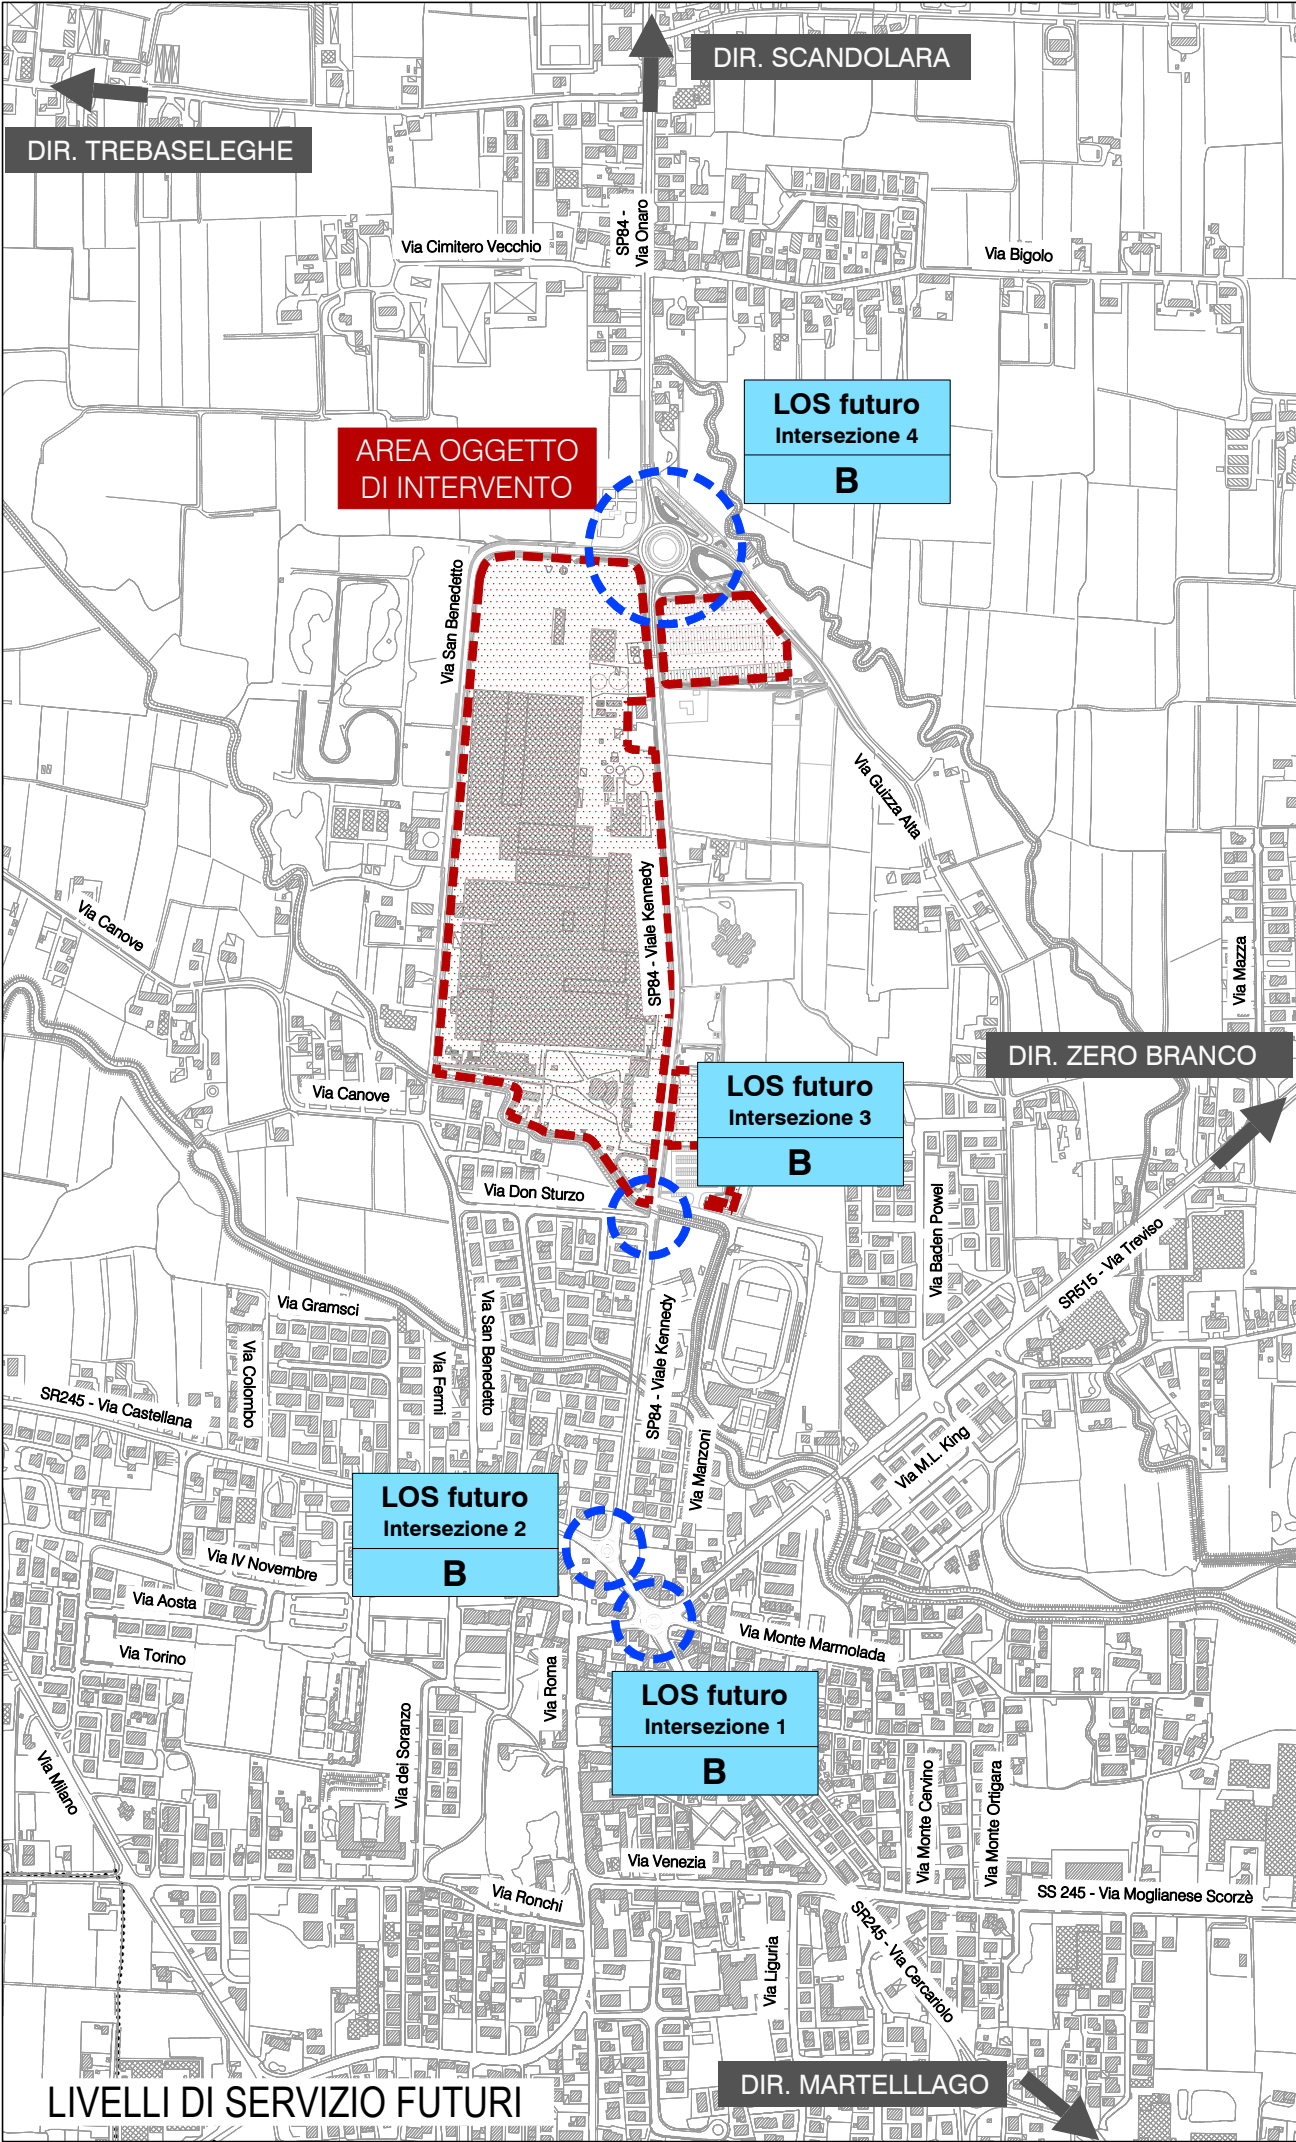 DIR. SCANDOLARA
DIR. TREBASELEGHE
SP84 -
Via Onaro
Via Cimitero Vecchio
Via Bigolo
LOS futuro
Intersezione 4
B
AREA OGGETTO
DI INTERVENTO
Via San Benedetto
Via Guizza Alta
SP84 - Viale Kennedy
Via Canove
Via Mazza
DIR. ZERO BRANCO
LOS futuro
Intersezione 3
B
Via Canove
Via Don Sturzo
Via Baden Powel
SR515 - Via Treviso
Via Gramsci
Via San Benedetto
SP84 - Viale Kennedy
Via Colombo
Via Fermi
SR245 - Via Castellana
Via Manzoni
Via M.L. King
LOS futuro
Intersezione 2
B
Via IV Novembre
Via Aosta
Via Torino
Via Monte Marmolada
Via Roma
LOS futuro
Intersezione 1
B
Via dei Soranzo
Via Milano
Via Monte Cervino
Via Monte Ortigara
Via Venezia
Via Ronchi
SS 245 - Via Moglianese Scorzè
SR245 - Via Cercariolo
Via Liguria
DIR. MARTELLLAGO
LIVELLI DI SERVIZIO FUTURI